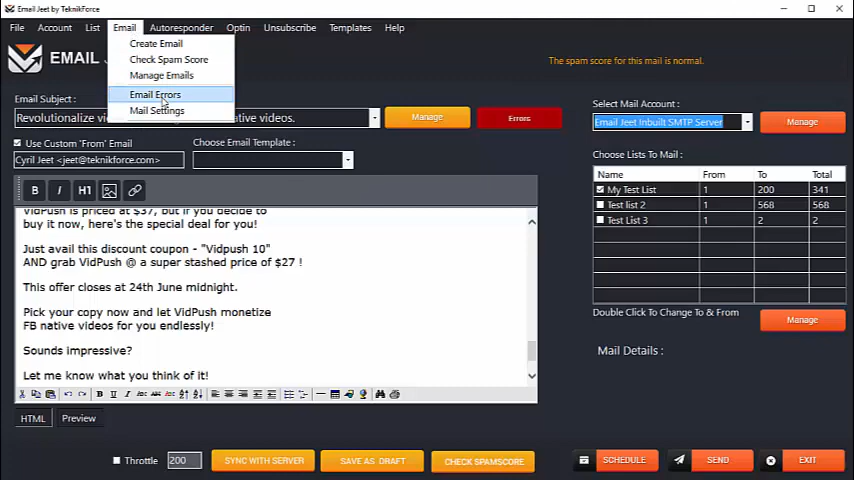 Email Jeet by TeknikForce
File Account List Email Autoresponder Optin Unsubscribe Templates Help
Create Email
Check Spam Score
Manage Emails
Email Errors
Mail Settings
EMAIL
The spam score for this mail is normal.
Email Subject :
Revolutionalize ative videos.
Manage
Errors
Select Mail Account :
Email Jeet Inbuilt SMTP Server
Manage
Use Custom 'From' Email
Choose Email Template :
Cyril Jeet <jeet@teknikforce.com>
Choose Lists To Mail :
Name From To Total
My Test List 1 200 341
Test list 2 1 568 568
Test List 3 1 2 2
B I H1
VidPush is priced at $37, but if you decide to
buy it now, here's the special deal for you!
Just avail this discount coupon - "Vidpush 10"
AND grab VidPush @ a super stashed price of $27 !
This offer closes at 24th June midnight.
Pick your copy now and let VidPush monetize
FB native videos for you endlessly!
Sounds impressive?
Let me know what you think of it!
Double Click To Change To & From
Manage
Mail Details :
HTML Preview
Throttle 200
SYNC WITH SERVER
SAVE AS DRAFT
CHECK SPAMSCORE
SCHEDULE
SEND
EXIT